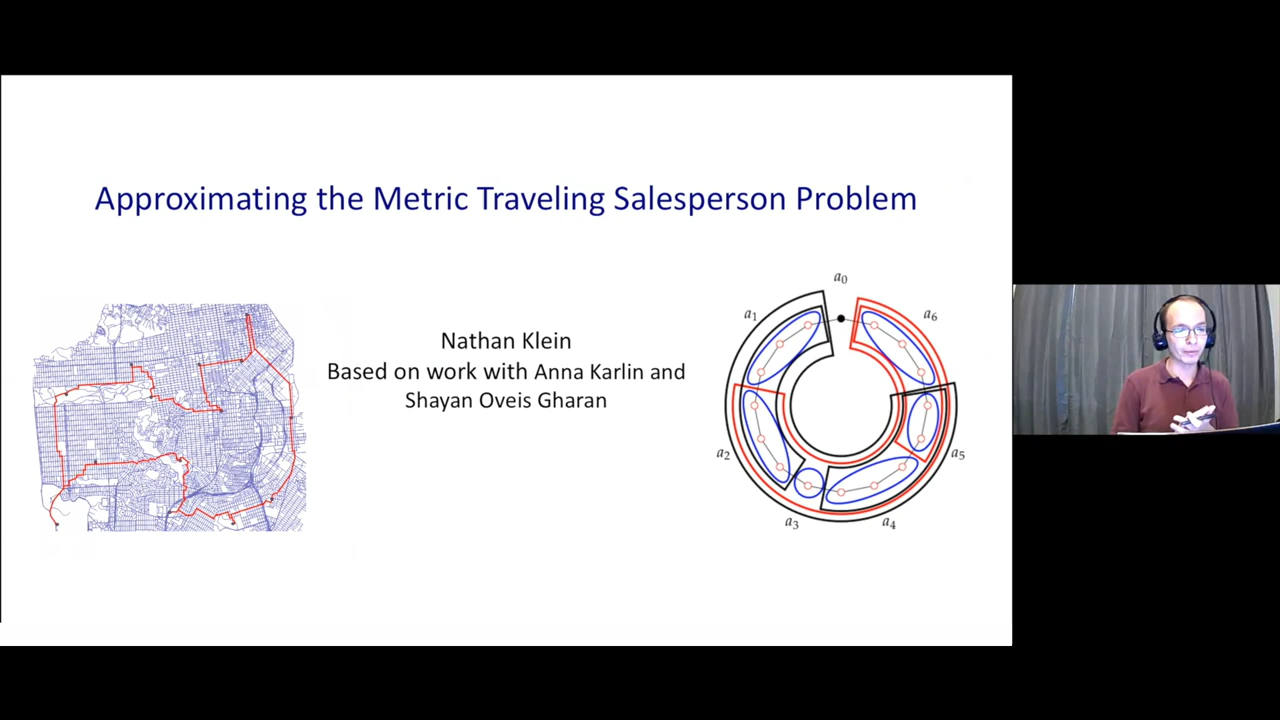 Approximating the Metric Traveling Salesperson Problem
Nathan Klein
Based on work with Anna Karlin and
Shayan Oveis Gharan
a0
a1
a6
a2
a5
a3
a4